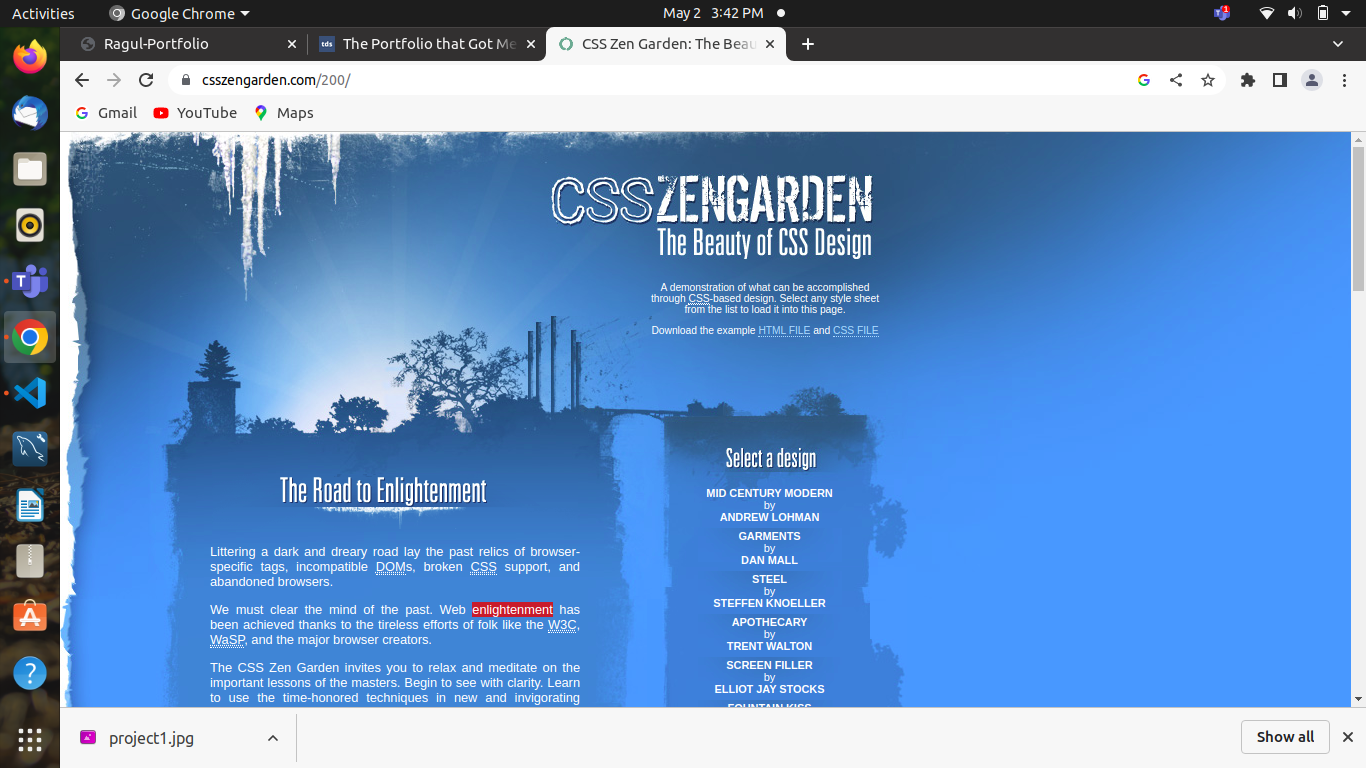 Activities Google Chrome May 2 3:42 PM 1
Ragul-Portfolio The Portfolio that Got Me CSS Zen Garden: The Beau
csszengarden.com/200/
Gmail YouTube Maps
CSSZENGARDEN
The Beauty of CSS Design
A demonstration of what can be accomplished
through CSS-based design. Select any style sheet
from the list to load it into this page.
Download the example HTML FILE and CSS FILE
The Road to Enlightenment
Littering a dark and dreary road lay the past relics of browser-
specific tags, incompatible DOMs, broken CSS support, and
abandoned browsers.
We must clear the mind of the past. Web enlightenment has
been achieved thanks to the tireless efforts of folk like the W3C,
WaSP, and the major browser creators.
The CSS Zen Garden invites you to relax and meditate on the
important lessons of the masters. Begin to see with clarity. Learn
to use the time-honored techniques in new and invigorating
Select a design
MID CENTURY MODERN
by
ANDREW LOHMAN
GARMENTS
by
DAN MALL
STEEL
by
STEFFEN KNOELLER
APOTHECARY
by
TRENT WALTON
SCREEN FILLER
by
ELLIOT JAY STOCKS
FOUNTAIN KISS
project1.jpg Show all